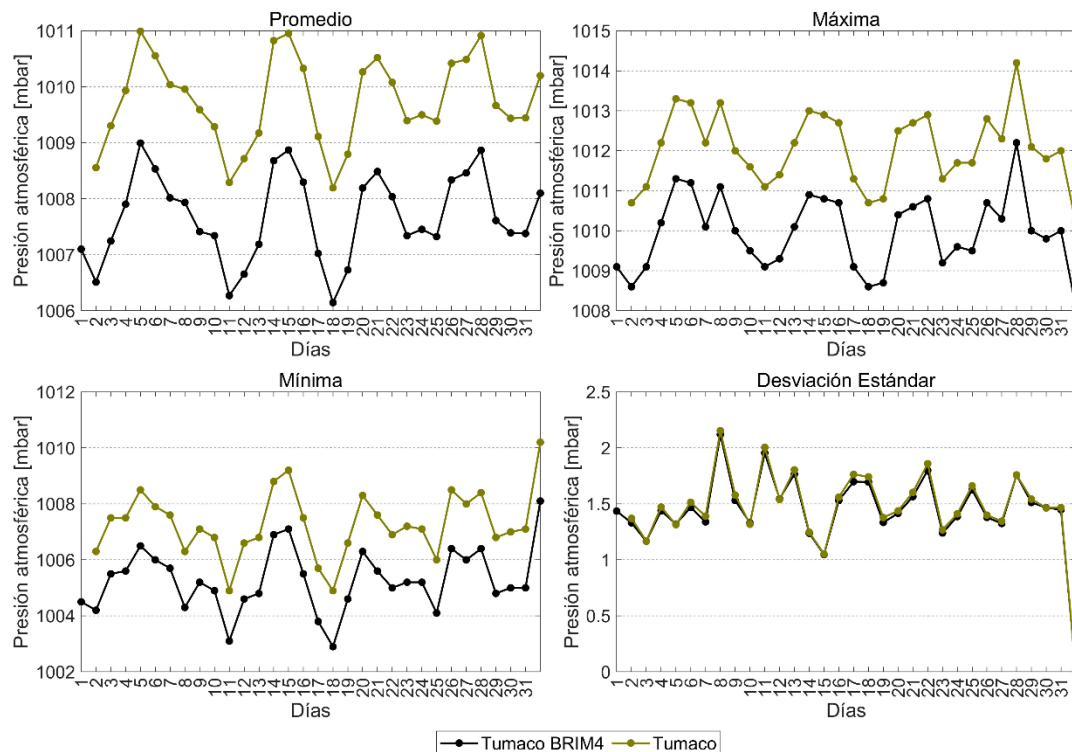 Promedio
Presión atmosférica [mbar]
1011
1010
1009
1008
1007
1006
1 2 3 4 5 6 7 8 9 10 11 12 13 14 15 16 17 18 19 20 21 22 23 24 25 26 27 28 29 30 31
Días
Máxima
Presión atmosférica [mbar]
1015
1014
1013
1012
1011
1010
1009
1008
1 2 3 4 5 6 7 8 9 10 11 12 13 14 15 16 17 18 19 20 21 22 23 24 25 26 27 28 29 30 31
Días
Mínima
Presión atmosférica [mbar]
1012
1010
1008
1006
1004
1002
1 2 3 4 5 6 7 8 9 10 11 12 13 14 15 16 17 18 19 20 21 22 23 24 25 26 27 28 29 30 31
Días
Desviación Estándar
Presión atmosférica [mbar]
2.5
2
1.5
1
0.5
0
1 2 3 4 5 6 7 8 9 10 11 12 13 14 15 16 17 18 19 20 21 22 23 24 25 26 27 28 29 30 31
Días
Tumaco BRIM4 Tumaco